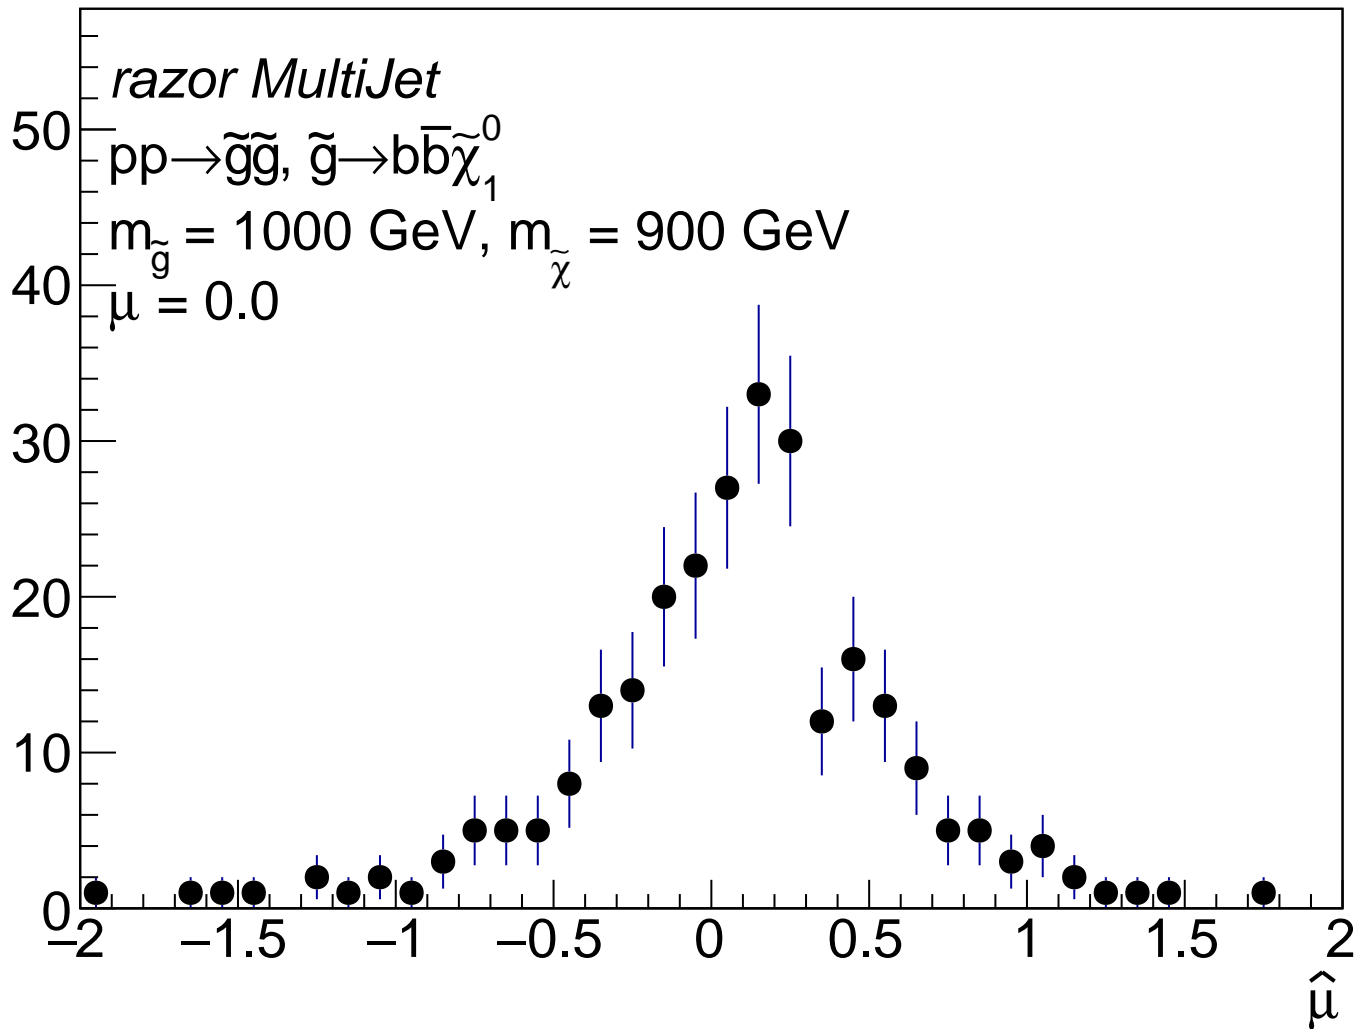 razor MultiJet
pp→g̃g̃, g̃→bb̅χ̃⁰₁
m_g̃ = 1000 GeV, m_χ̃ = 900 GeV
μ = 0.0
50
40
30
20
10
0
−2 −1.5 −1 −0.5 0 0.5 1 1.5 2
μ̂